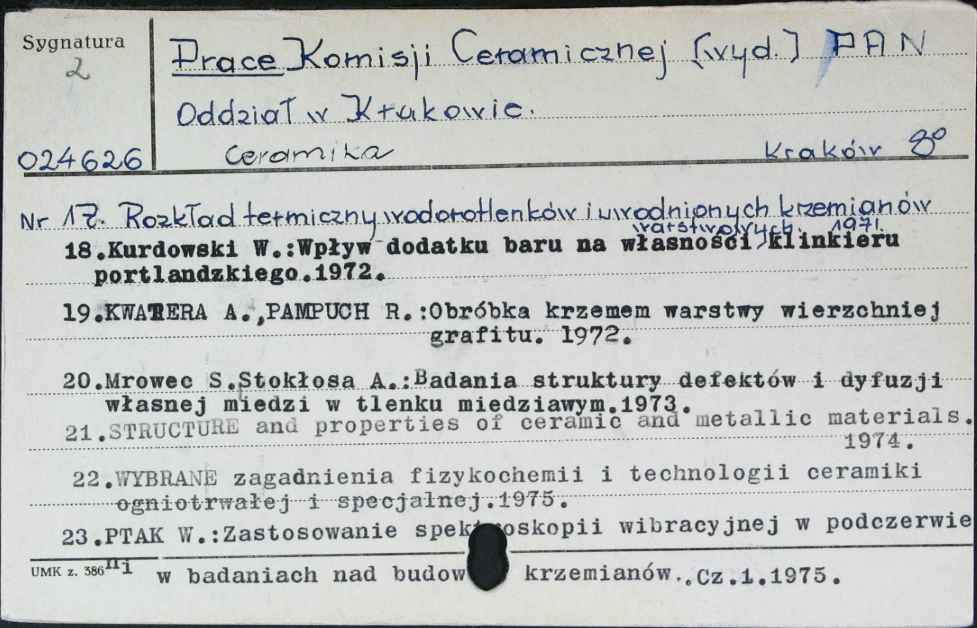 Sygnatura
2
Prace Komisji Ceramicznej [wyd.] PAN
Oddział w Krakowie.
024626 Ceramika Kraków 8°
Nr 17. Rozkład termiczny wodorotlenków i uwodnionych krzemianów
warstwowych. 1971.
18.Kurdowski W.:Wpływ dodatku baru na własności klinkieru
portlandzkiego.1972.
19.KWATERA A.,PAMPUCH R.:Obróbka krzemem warstwy wierzchniej
grafitu. 1972.
20.Mrowec S.Stokłosa A.:Badania struktury defektów i dyfuzji
własnej miedzi w tlenku miedziawym.1973.
21.STRUCTURE and properties of ceramic and metallic materials.
1974.
22.WYBRANE zagadnienia fizykochemii i technologii ceramiki
ogniotrwałej i specjalnej.1975.
23.PTAK W.:Zastosowanie spektroskopii wibracyjnej w podczerwie
ni
UMK z. 386 w badaniach nad budow krzemianów..Cz.1.1975.